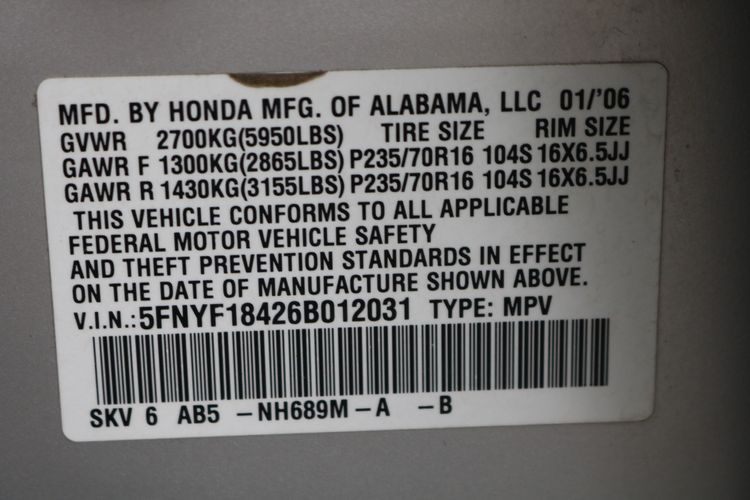 MFD. BY HONDA MFG. OF ALABAMA, LLC 01/'06
GVWR 2700KG(5950LBS) TIRE SIZE RIM SIZE
GAWR F 1300KG(2865LBS) P235/70R16 104S 16X6.5JJ
GAWR R 1430KG(3155LBS) P235/70R16 104S 16X6.5JJ
THIS VEHICLE CONFORMS TO ALL APPLICABLE
FEDERAL MOTOR VEHICLE SAFETY
AND THEFT PREVENTION STANDARDS IN EFFECT
ON THE DATE OF MANUFACTURE SHOWN ABOVE.
V.I.N.: 5FNYF18426B012031 TYPE: MPV
SKV 6 AB5 -NH689M-A -B